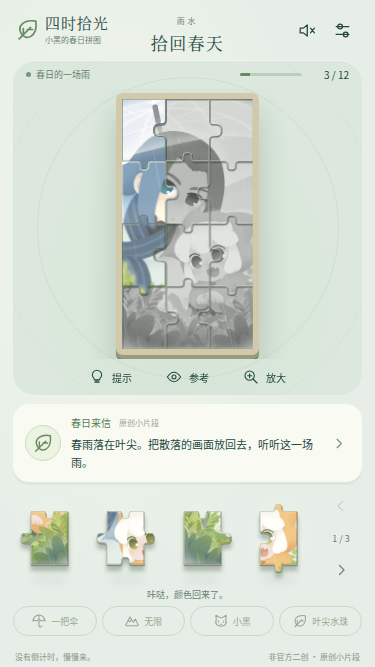 四时拾光
小黑的春日拼图
雨水
拾回春天
春日的一场雨
3 / 12
提示
参考
放大
春日来信 原创小片段
春雨落在叶尖。把散落的画面放回去，听听这一场
雨。
1 / 3
咔哒，颜色回来了。
一把伞
无限
小黑
叶尖水珠
没有倒计时，慢慢来。
非官方二创 · 原创片段